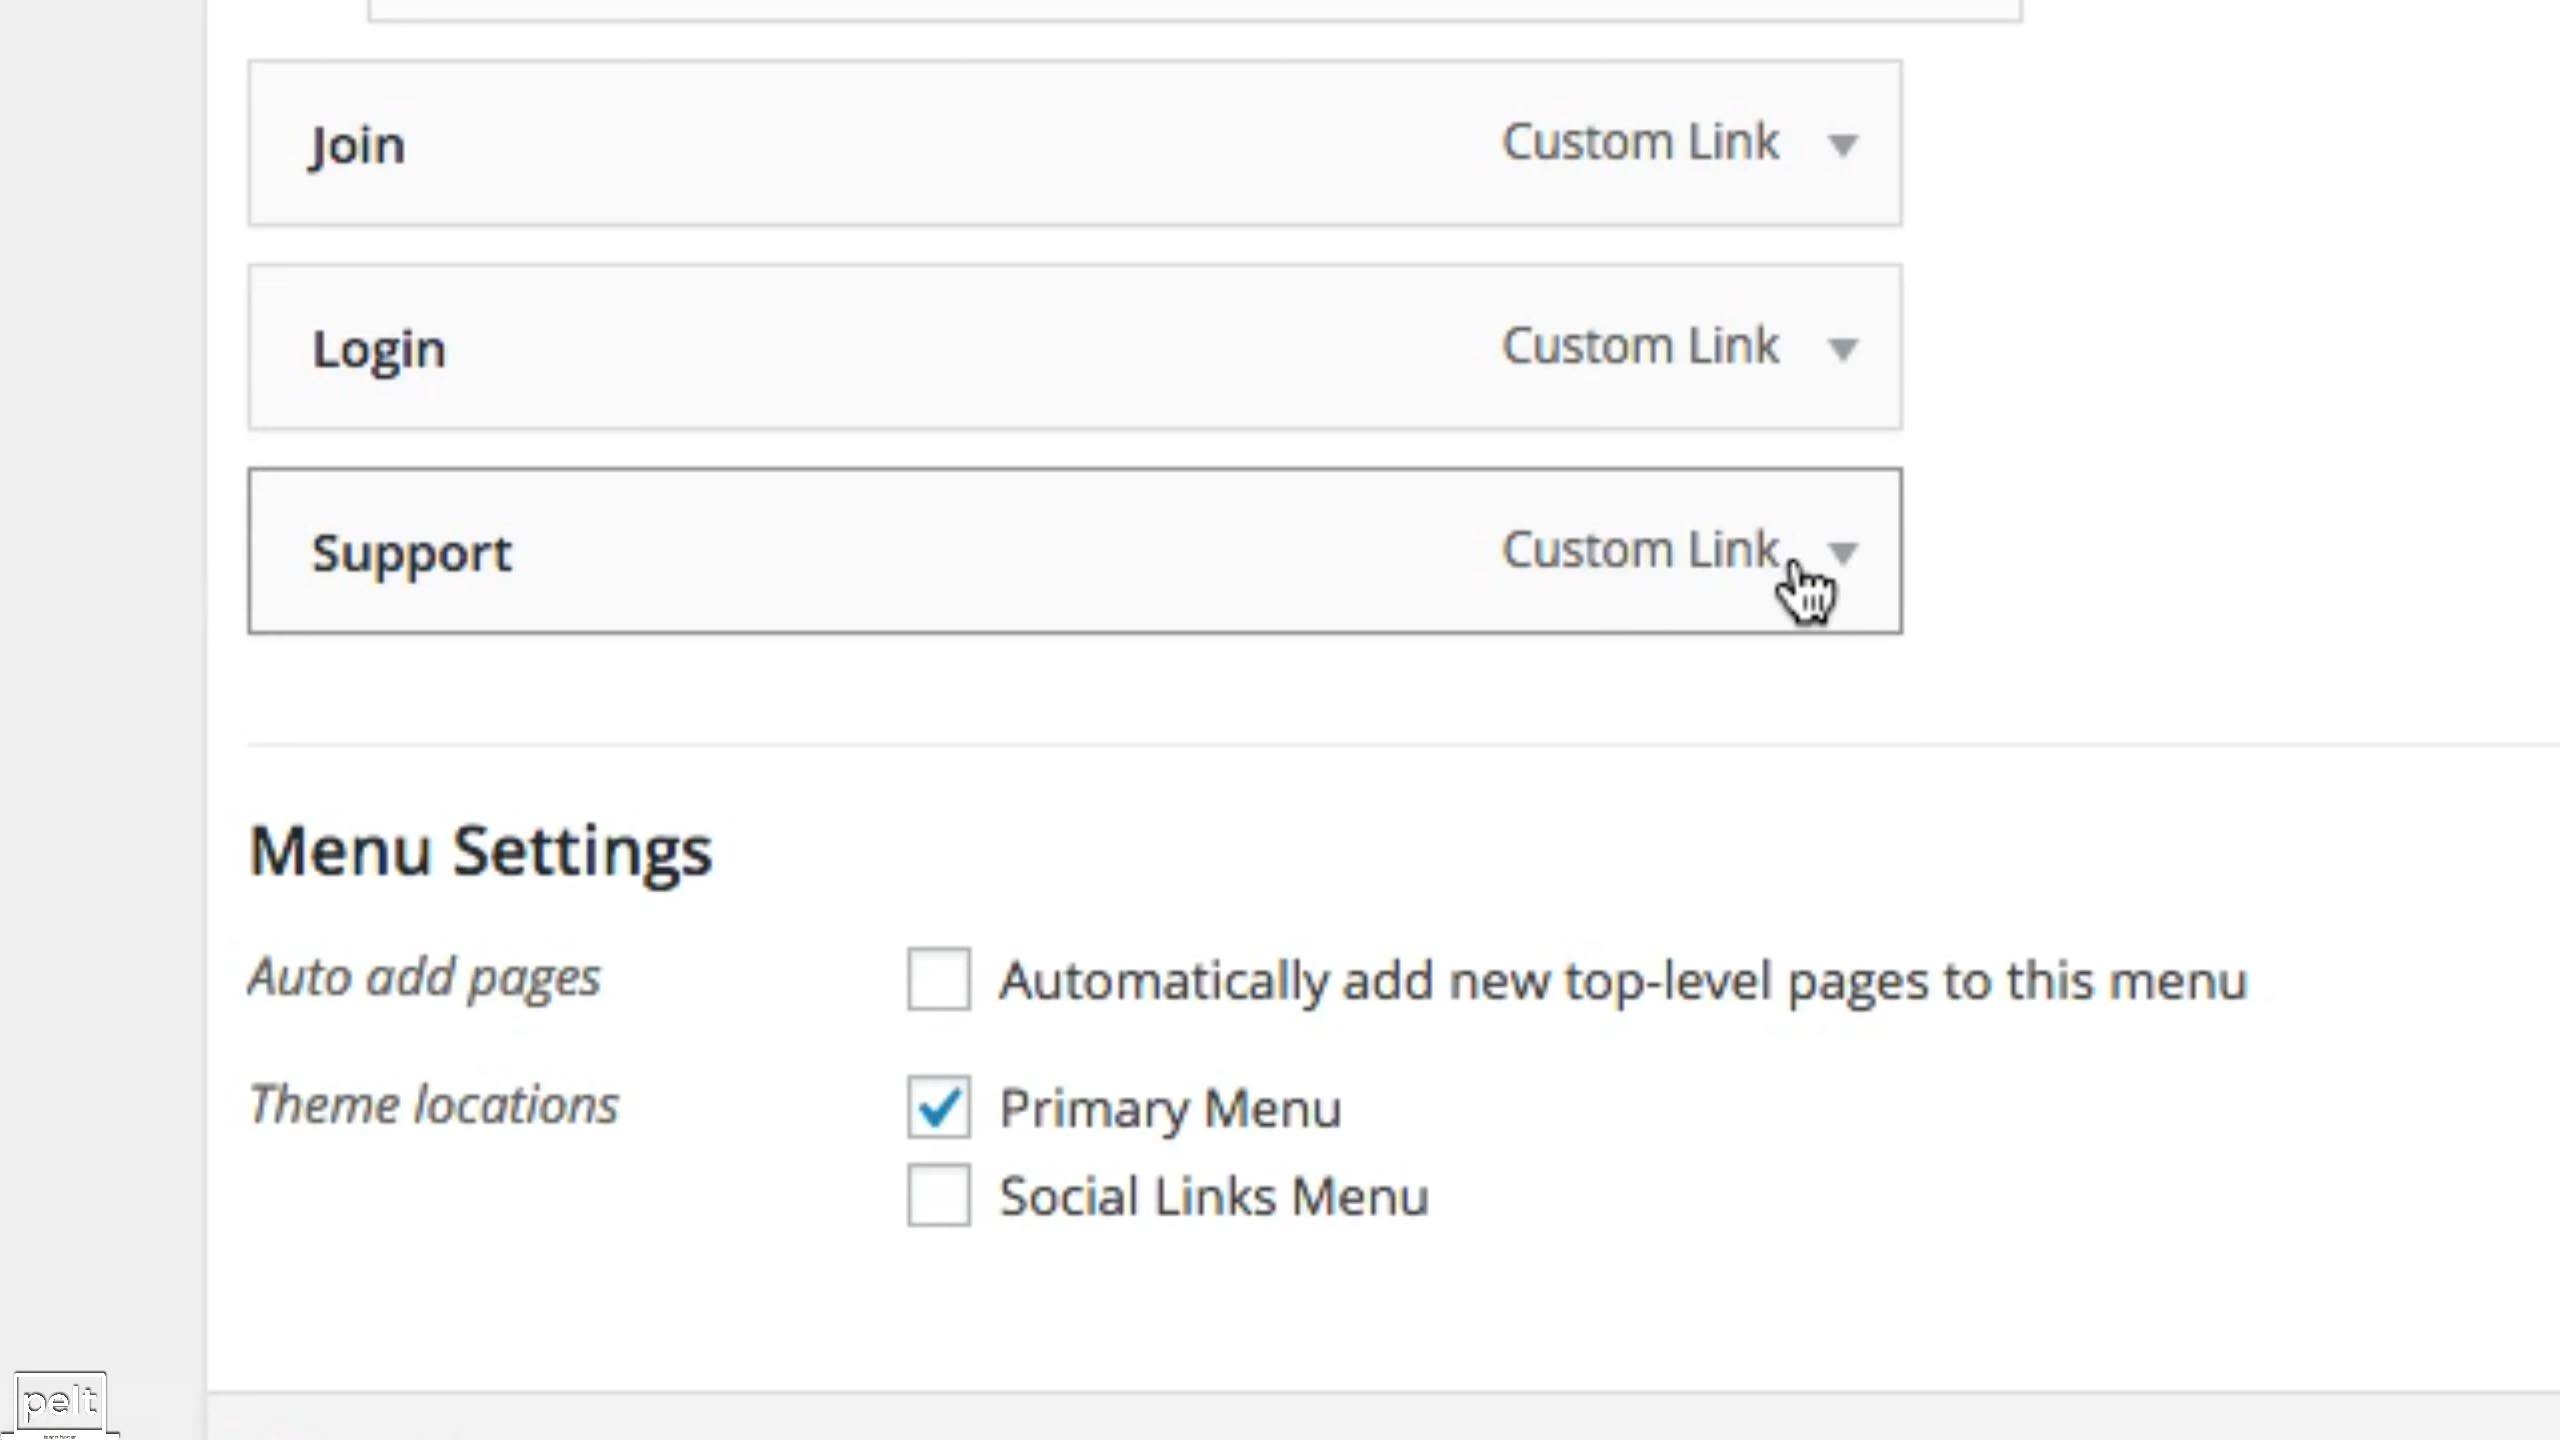 Join Custom Link
Login Custom Link
Support Custom Link
Menu Settings
Auto add pages Automatically add new top-level pages to this menu
Theme locations Primary Menu
Social Links Menu
pelt